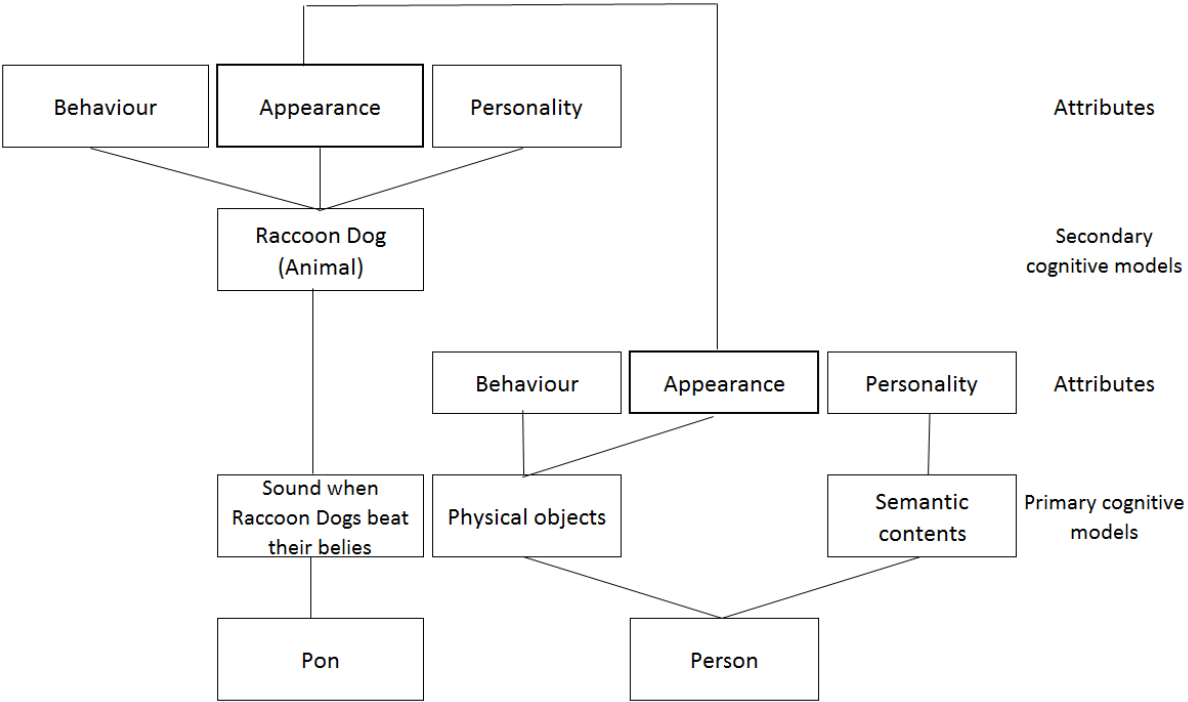 Behaviour
Appearance
Personality
Attributes
Raccoon Dog
(Animal)
Secondary
cognitive models
Behaviour
Appearance
Personality
Attributes
Sound when
Raccoon Dogs beat
their belies
Physical objects
Semantic
contents
Primary cognitive
models
Pon
Person